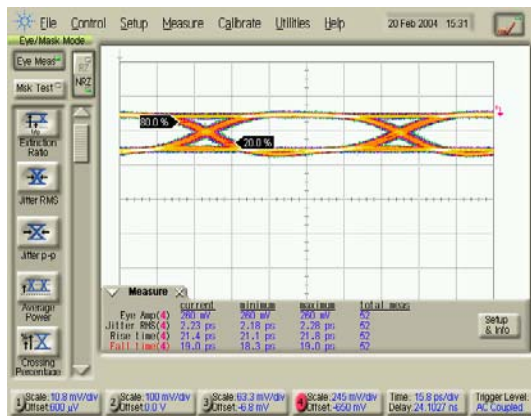 File Control Setup Measure Calibrate Utilities Help 20 Feb 2004 15:31
Eye/Mask Mode
Eye Meas
NRZ
Msk Test
Extinction
Ratio
Jitter RMS
Jitter p-p
Average
Power
Crossing
Percentage
80.0 %
20.0 %
Measure
current minimum maximum total meas
Eye Amp(4) 260 mV 260 mV 260 mV 52
Jitter RMS(4) 2.23 ps 2.18 ps 2.28 ps 52
Rise time(4) 21.4 ps 21.1 ps 21.8 ps 52
Fall time(4) 19.0 ps 18.3 ps 19.0 ps 52
Setup
& Info
1 Scale: 10.8 mV/div
Offset: 600 µV
2 Scale: 100 mV/div
Offset: 0.0 V
3 Scale: 63.3 mV/div
Offset: -6.8 mV
4 Scale: 245 mV/div
Offset: -650 mV
Time: 15.8 ps/div
Delay: 24.1027 ns
Trigger Level
AC Coupled